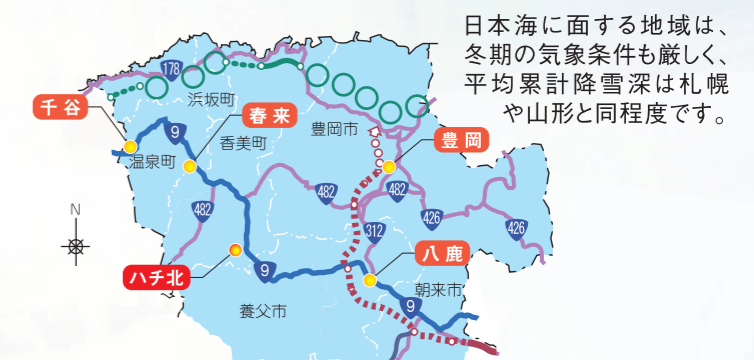 日本海に面する地域は、
冬期の気象条件も厳しく、
平均累計降雪深は札幌
や山形と同程度です。
178
浜坂町
千谷
春来
9
香美町
豊岡市
豊岡
温泉町
482
482
482
426
426
312
N
八鹿
ハチ北
9
朝来市
養父市
9